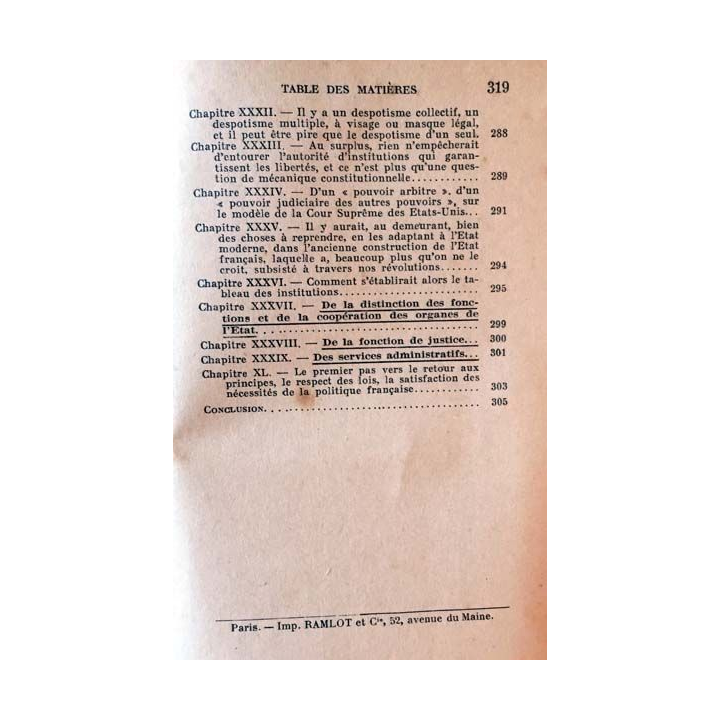 TABLE DES MATIÈRES 319
Chapitre XXXII. — Il y a un despotisme collectif, un
despotisme multiple, à visage ou masque légal,
et il peut être pire que le despotisme d'un seul. 288
Chapitre XXXIII. — Au surplus, rien n'empêcherait
d'entourer l'autorité d'institutions qui garan-
tissent les libertés, et ce n'est plus qu'une ques-
tion de mécanique constitutionnelle............ 289
Chapitre XXXIV. — D'un « pouvoir arbitre », d'un
« pouvoir judiciaire des autres pouvoirs », sur
le modèle de la Cour Suprême des Etats-Unis... 291
Chapitre XXXV. — Il y aurait, au demeurant, bien
des choses à reprendre, en les adaptant à l'Etat
moderne, dans l'ancienne construction de l'Etat
français, laquelle a, beaucoup plus qu'on ne le
croit, subsisté à travers nos révolutions....... 294
Chapitre XXXVI. — Comment s'établirait alors le ta-
bleau des institutions......................... 295
Chapitre XXXVII. — De la distinction des fonc-
tions et de la coopération des organes de
l'Etat....................................... 299
Chapitre XXXVIII. — De la fonction de justice... 300
Chapitre XXXIX. — Des services administratifs... 301
Chapitre XL. — Le premier pas vers le retour aux
principes, le respect des lois, la satisfaction des
nécessités de la politique française............ 303
CONCLUSION.................................. 305
Paris. — Imp. RAMLOT et Cie, 52, avenue du Maine.